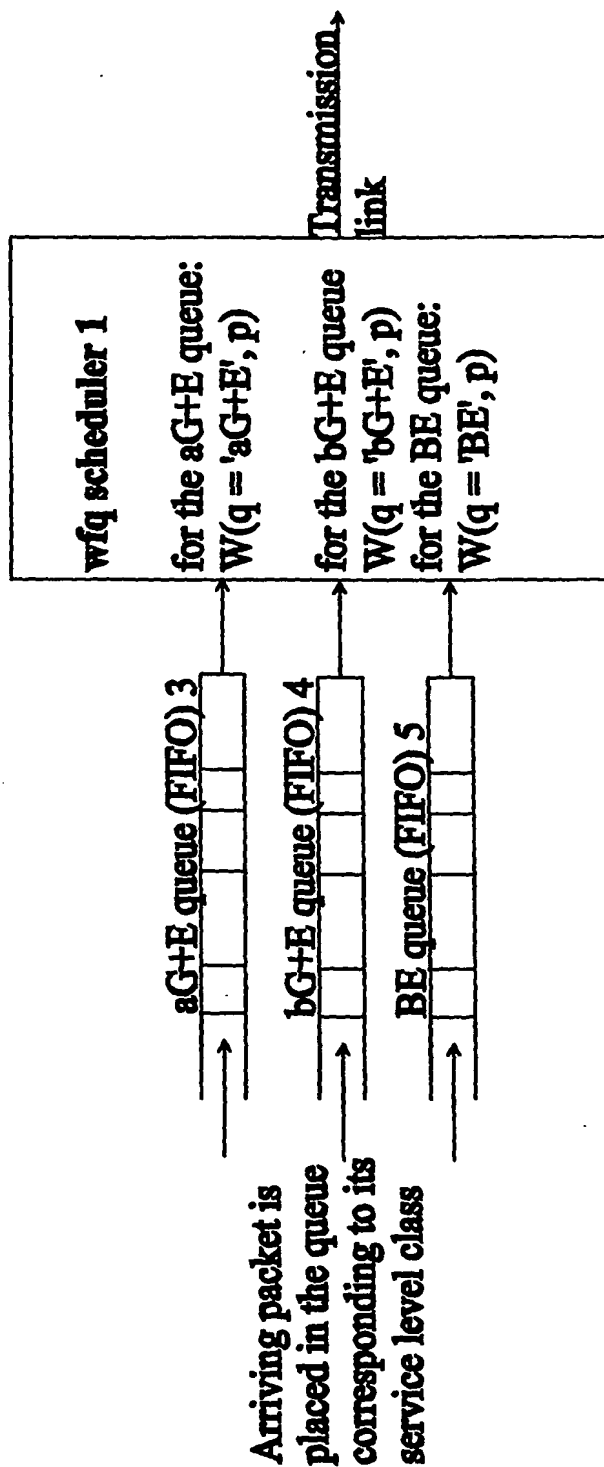 Arriving packet is
placed in the queue
corresponding to its
service level class
aG+E queue (FIFO) 3
bG+E queue (FIFO) 4
BE queue (FIFO) 5
wfq scheduler 1
for the aG+E queue:
W(q = 'aG+E', p)
for the bG+E queue
W(q = 'bG+E', p)
for the BE queue:
W(q = 'BE', p)
Transmission
link